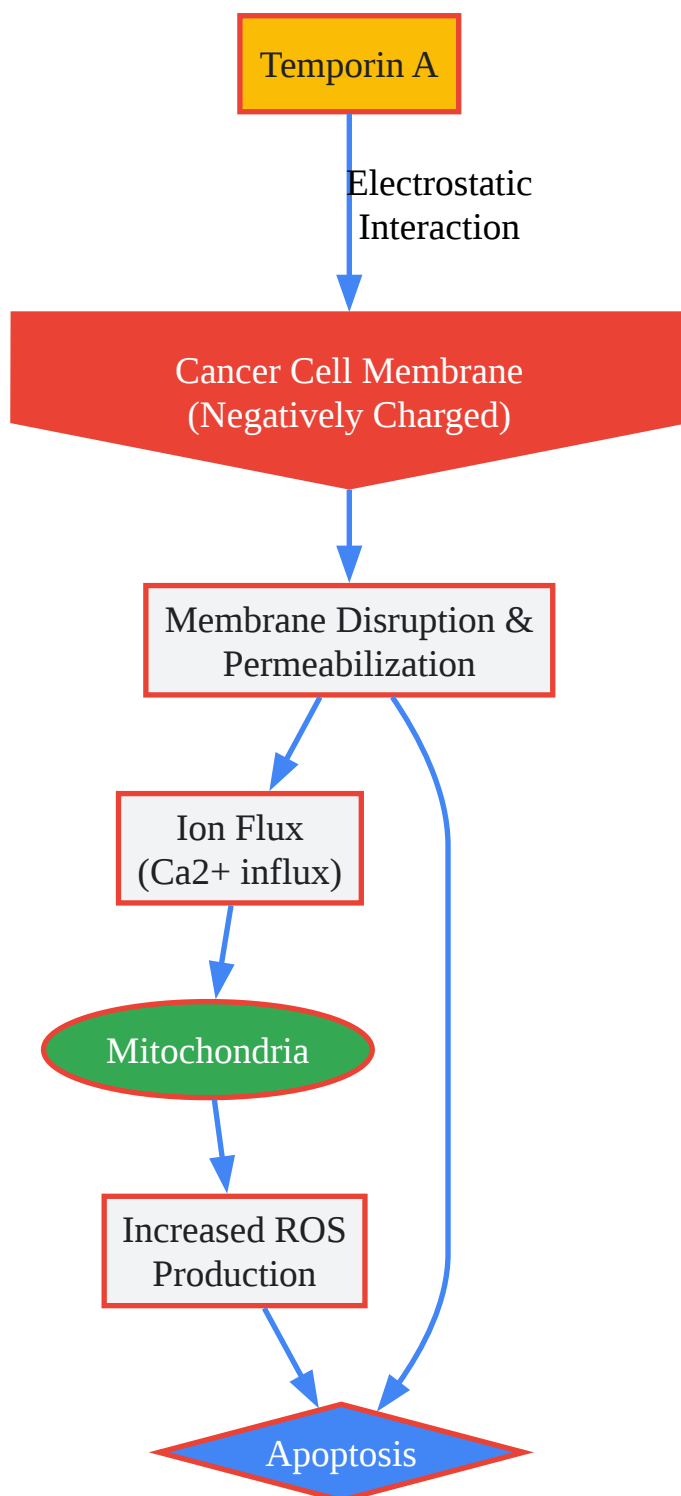 Temporin A
Electrostatic
Interaction
Cancer Cell Membrane
(Negatively Charged)
Membrane Disruption &
Permeabilization
Ion Flux
(Ca2+ influx)
Mitochondria
Increased ROS
Production
Apoptosis